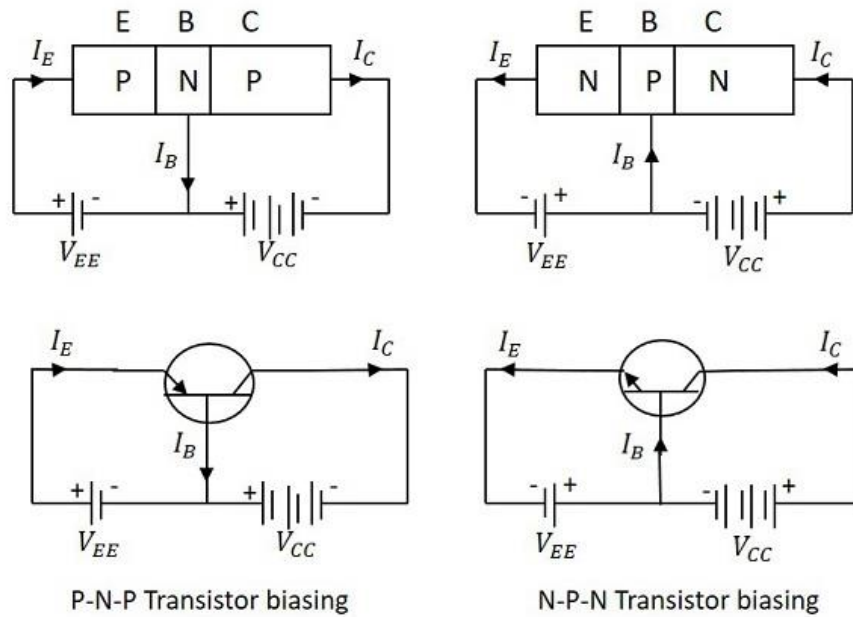 E B C
E B C
I_E
I_C
I_E
I_C
P N P
N P N
I_B
I_B
+ - + -
- + - +
V_EE
V_CC
V_EE
V_CC
I_E
I_C
I_E
I_C
I_B
I_B
+ - + -
- + - +
V_EE
V_CC
V_EE
V_CC
P-N-P Transistor biasing
N-P-N Transistor biasing